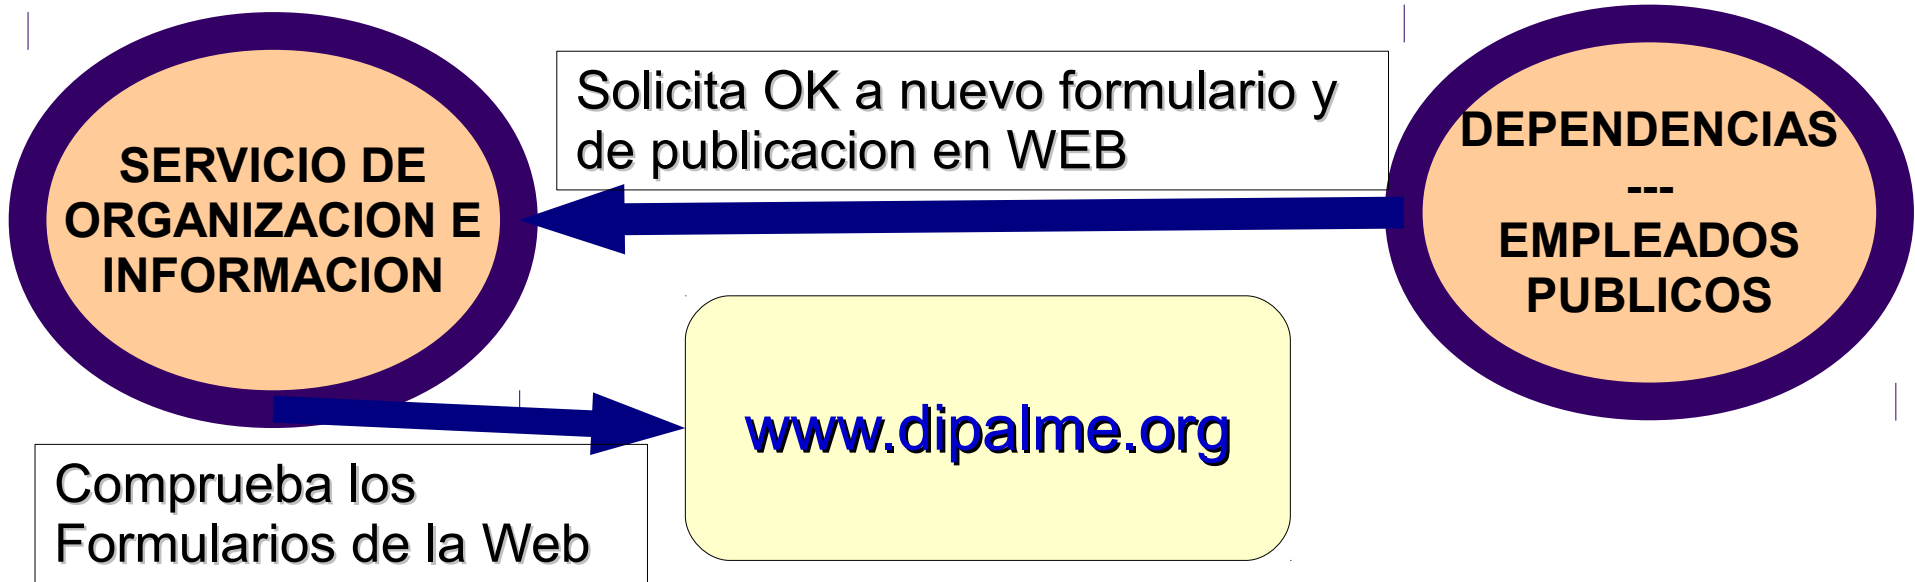 Solicita OK a nuevo formulario y
de publicacion en WEB
SERVICIO DE
ORGANIZACION E
INFORMACION
DEPENDENCIAS
---
EMPLEADOS
PUBLICOS
www.dipalme.org
Comprueba los
Formularios de la Web